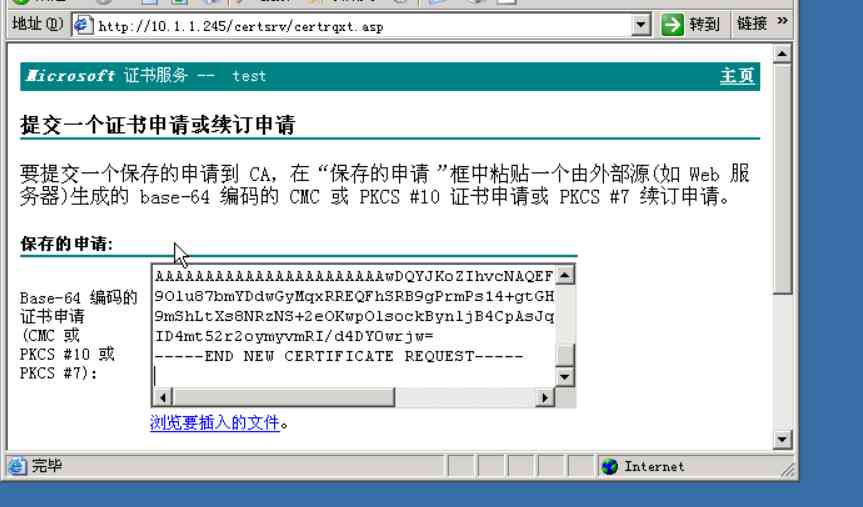 地址(D) http://10.1.1.245/certsrv/certrqxt.asp 转到 链接 »
Microsoft 证书服务 -- test 主页
提交一个证书申请或续订申请
要提交一个保存的申请到 CA，在“保存的申请 ”框中粘贴一个由外部源(如 Web 服
务器)生成的 base-64 编码的 CMC 或 PKCS #10 证书申请或 PKCS #7 续订申请。
保存的申请:
Base-64 编码的
证书申请
(CMC 或
PKCS #10 或
PKCS #7):
AAAAAAAAAAAAAAAAAAAAAAAAwDQYJKoZIhvcNAQEF
9O1u87bmYDdwGyMqxRREQFhSRB9gPrmPs14+gtGH
9mShLtXs8NRzNS+2eOKwpOlsockBynljB4CpAsJq
ID4mt52r2oymyvmRI/d4DYOwrjw=
-----END NEW CERTIFICATE REQUEST-----
浏览要插入的文件。
完毕 Internet